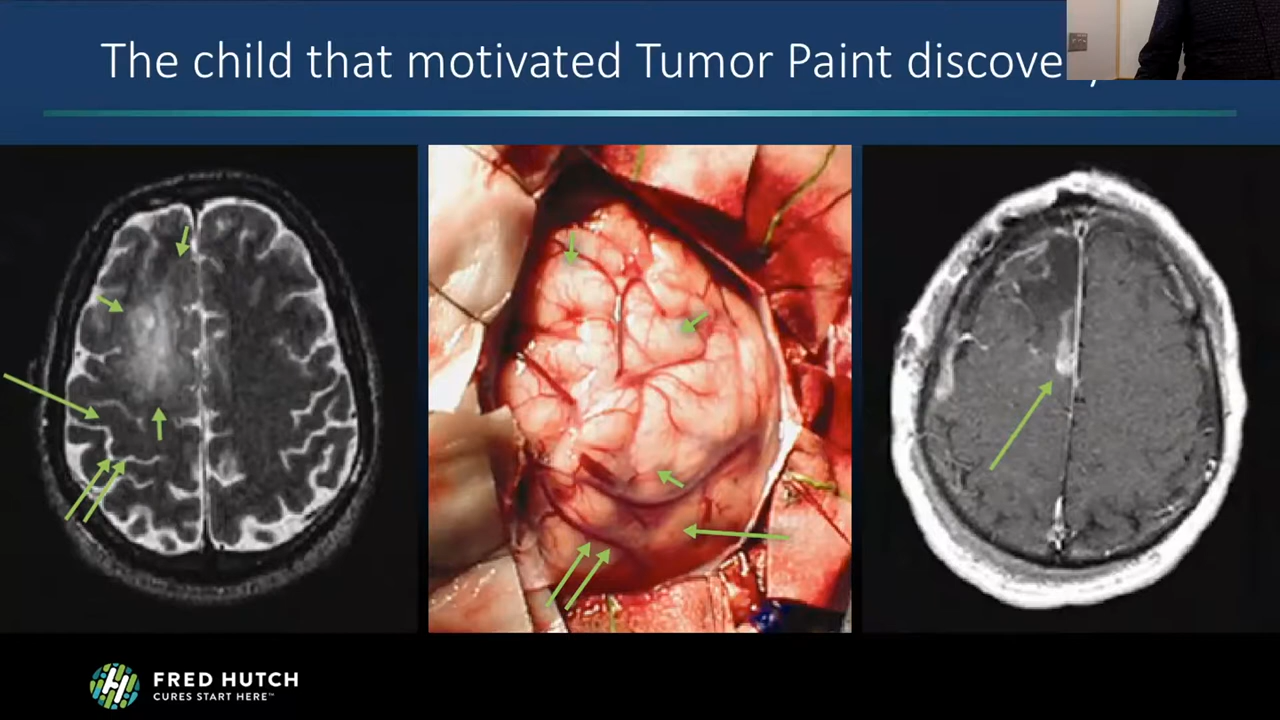 The child that motivated Tumor Paint discove
FRED HUTCH
CURES START HERE™